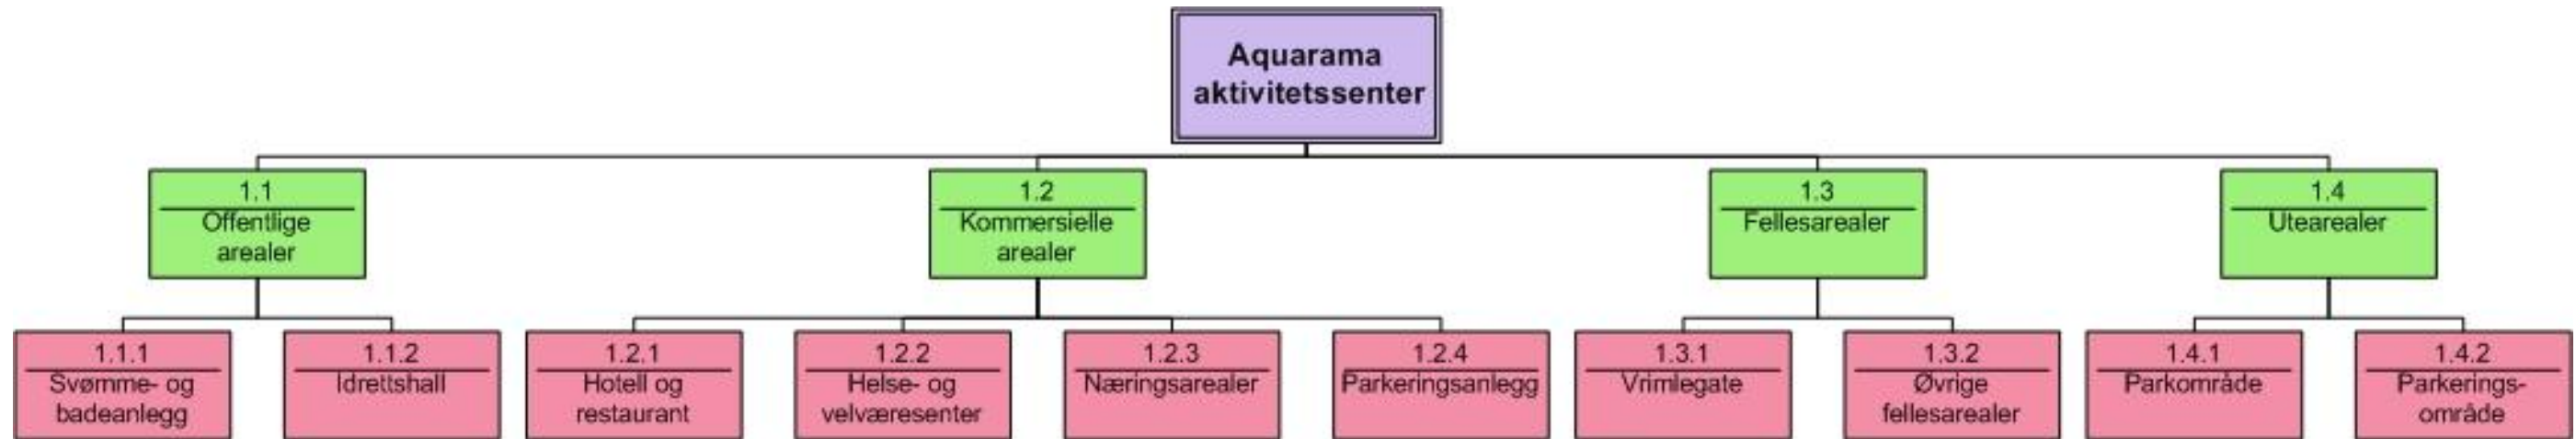 Aquarama
aktivitetssenter
1.1
Offentlige
arealer
1.2
Kommersielle
arealer
1.3
Fellesarealer
1.4
Utearealer
1.1.1
Svømme- og
badeanlegg
1.1.2
Idrettshall
1.2.1
Hotell og
restaurant
1.2.2
Helse- og
velværesenter
1.2.3
Næringsarealer
1.2.4
Parkeringsanlegg
1.3.1
Vrimlegate
1.3.2
Øvrige
fellesarealer
1.4.1
Parkområde
1.4.2
Parkerings-
område